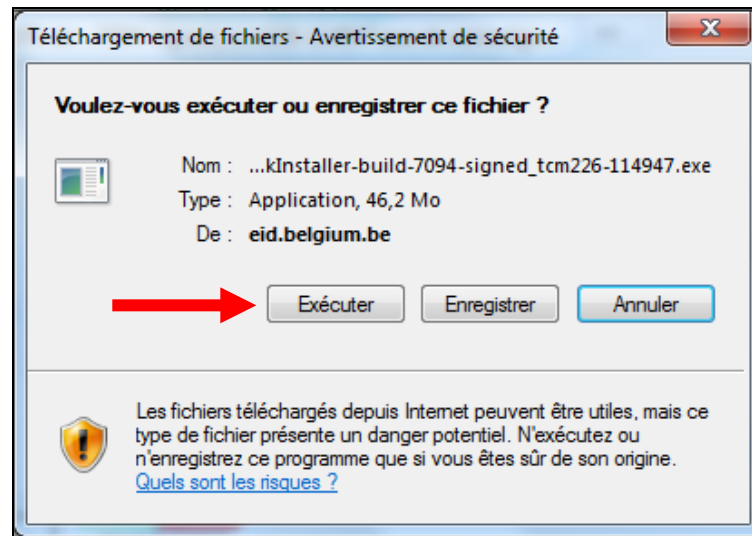 Téléchargement de fichiers - Avertissement de sécurité
Voulez-vous exécuter ou enregistrer ce fichier ?
Nom : ...kInstaller-build-7094-signed_tcm226-114947.exe
Type : Application, 46,2 Mo
De : eid.belgium.be
Exécuter Enregistrer Annuler
Les fichiers téléchargés depuis Internet peuvent être utiles, mais ce
type de fichier présente un danger potentiel. N'exécutez ou
n'enregistrez ce programme que si vous êtes sûr de son origine.
Quels sont les risques ?